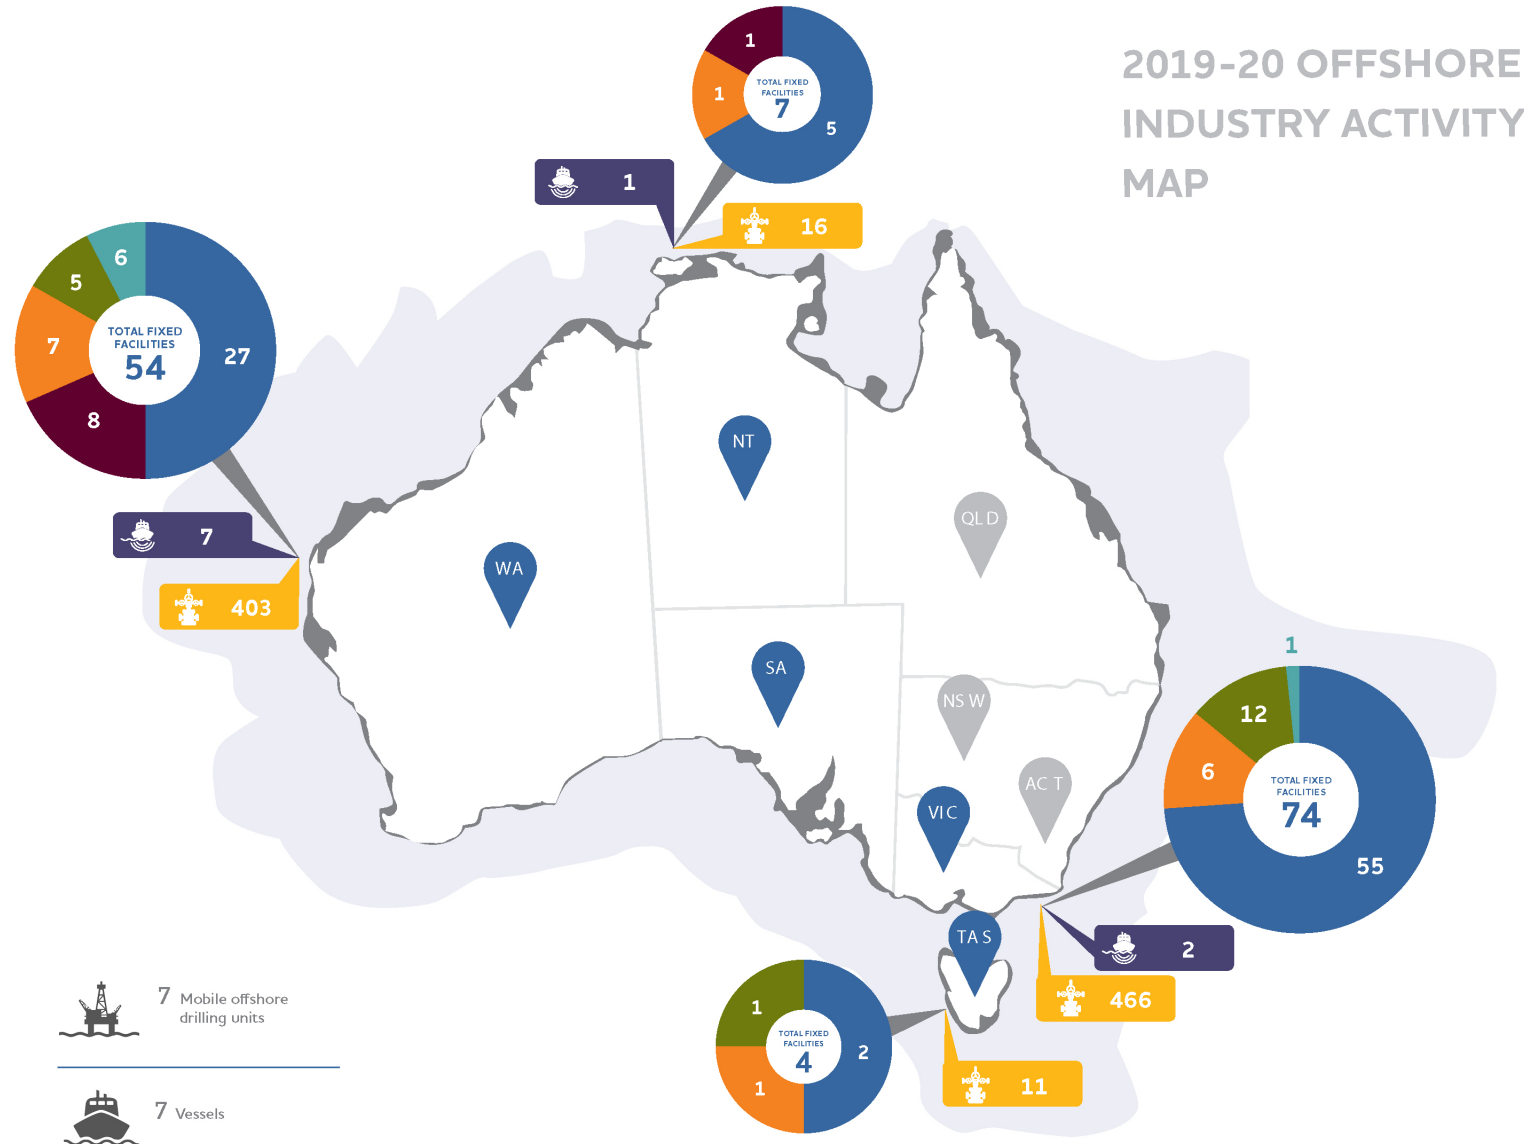 2019-20 OFFSHORE
INDUSTRY ACTIVITY
MAP
1
1
5
TOTAL FIXED
FACILITIES
7
1
16
6
5
7
8
27
TOTAL FIXED
FACILITIES
54
7
403
NT
QLD
WA
SA
NSW
ACT
VIC
TAS
1
12
6
55
TOTAL FIXED
FACILITIES
74
2
466
1
1
2
TOTAL FIXED
FACILITIES
4
11
7 Mobile offshore
drilling units
7 Vessels